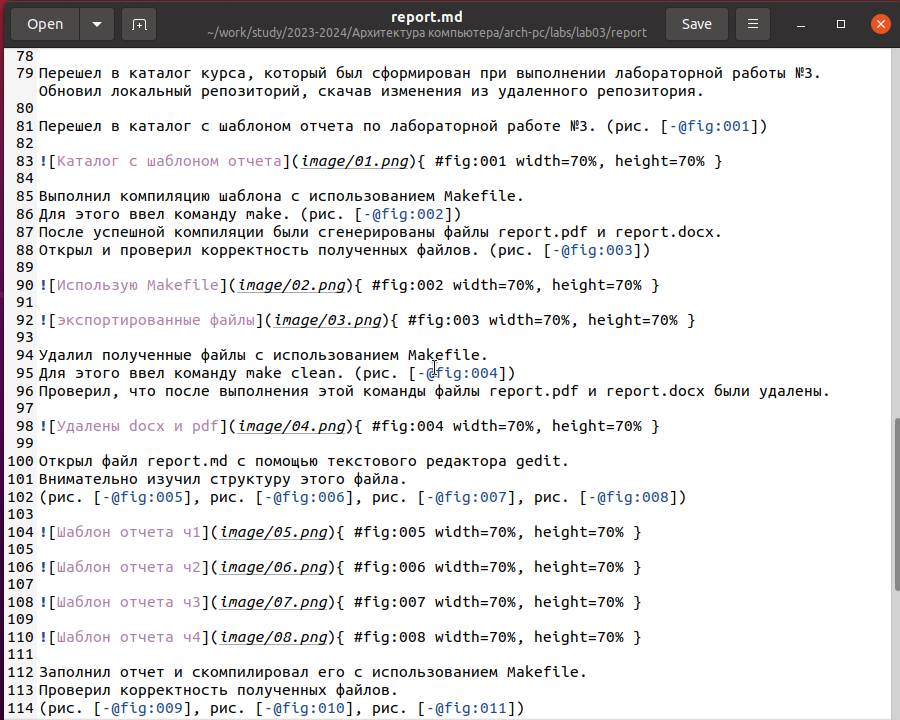 Open
report.md
~/work/study/2023-2024/Архитектура компьютера/arch-pc/labs/lab03/report
Save
78
79 Перешел в каталог курса, который был сформирован при выполнении лабораторной работы №3.
Обновил локальный репозиторий, скачав изменения из удаленного репозитория.
80
81 Перешел в каталог с шаблоном отчета по лабораторной работе №3. (рис. [-@fig:001])
82
83 ![Каталог с шаблоном отчета](image/01.png){ #fig:001 width=70%, height=70% }
84
85 Выполнил компиляцию шаблона с использованием Makefile.
86 Для этого ввел команду make. (рис. [-@fig:002])
87 После успешной компиляции были сгенерированы файлы report.pdf и report.docx.
88 Открыл и проверил корректность полученных файлов. (рис. [-@fig:003])
89
90 ![Использую Makefile](image/02.png){ #fig:002 width=70%, height=70% }
91
92 ![экспортированные файлы](image/03.png){ #fig:003 width=70%, height=70% }
93
94 Удалил полученные файлы с использованием Makefile.
95 Для этого ввел команду make clean. (рис. [-@fig:004])
96 Проверил, что после выполнения этой команды файлы report.pdf и report.docx были удалены.
97
98 ![Удалены docx и pdf](image/04.png){ #fig:004 width=70%, height=70% }
99
100 Открыл файл report.md с помощью текстового редактора gedit.
101 Внимательно изучил структуру этого файла.
102 (рис. [-@fig:005], рис. [-@fig:006], рис. [-@fig:007], рис. [-@fig:008])
103
104 ![Шаблон отчета ч1](image/05.png){ #fig:005 width=70%, height=70% }
105
106 ![Шаблон отчета ч2](image/06.png){ #fig:006 width=70%, height=70% }
107
108 ![Шаблон отчета ч3](image/07.png){ #fig:007 width=70%, height=70% }
109
110 ![Шаблон отчета ч4](image/08.png){ #fig:008 width=70%, height=70% }
111
112 Заполнил отчет и скомпилировал его с использованием Makefile.
113 Проверил корректность полученных файлов.
114 (рис. [-@fig:009], рис. [-@fig:010], рис. [-@fig:011])